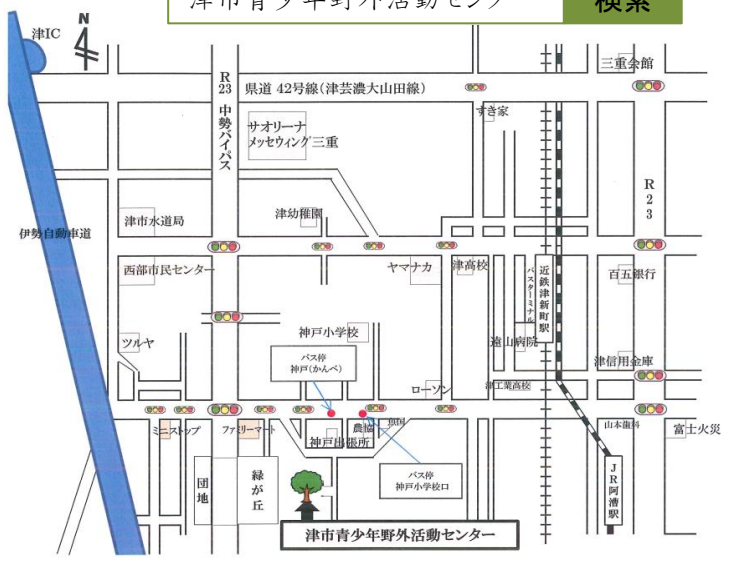 津市青少年野外活動センター
検索
津IC
N
三重会館
R
23
中勢バイパス
県道 42号線(津芸濃大山田線)
すき家
サオリーナ
メッセウィング三重
R
2
3
津市水道局
津幼稚園
伊勢自動車道
西部市民センター
ヤマナカ
津高校
近鉄津新町駅
バスターミナル
百五銀行
ツルヤ
神戸小学校
遠山病院
バス停
神戸(かんべ)
津信用金庫
ローソン
津工業高校
ミニストップ
ファミリーマート
農協
神戸出張所
山本歯科
富士火災
団地
緑が丘
バス停
神戸小学校口
JR阿漕駅
津市青少年野外活動センター